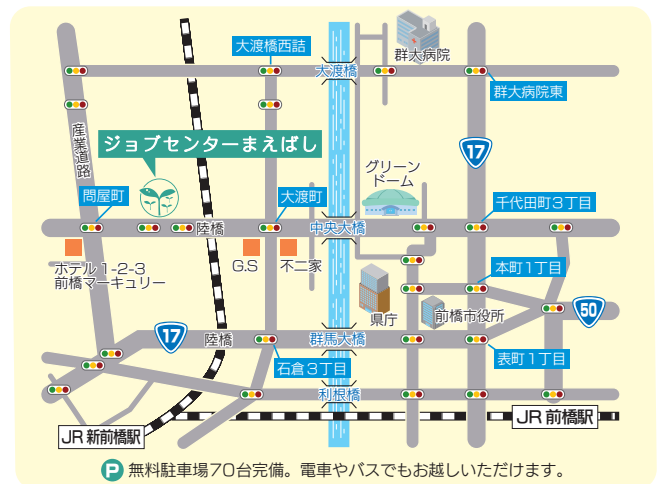 大渡橋西詰
群大病院
大渡橋
群大病院東
産業道路
ジョブセンターまえばし
17
グリーン
ドーム
問屋町
大渡町
千代田町3丁目
陸橋
中央大橋
ホテル1-2-3
前橋マーキュリー
G.S
不二家
本町1丁目
県庁
前橋市役所
50
17
陸橋
群馬大橋
石倉3丁目
表町1丁目
利根橋
JR 新前橋駅
JR 前橋駅
P 無料駐車場70台完備。電車やバスでもお越しいただけます。